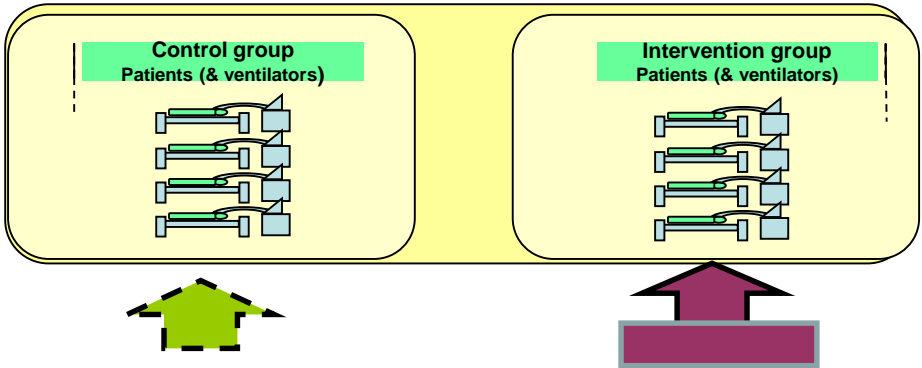 Control group
Patients (& ventilators)
Intervention group
Patients (& ventilators)